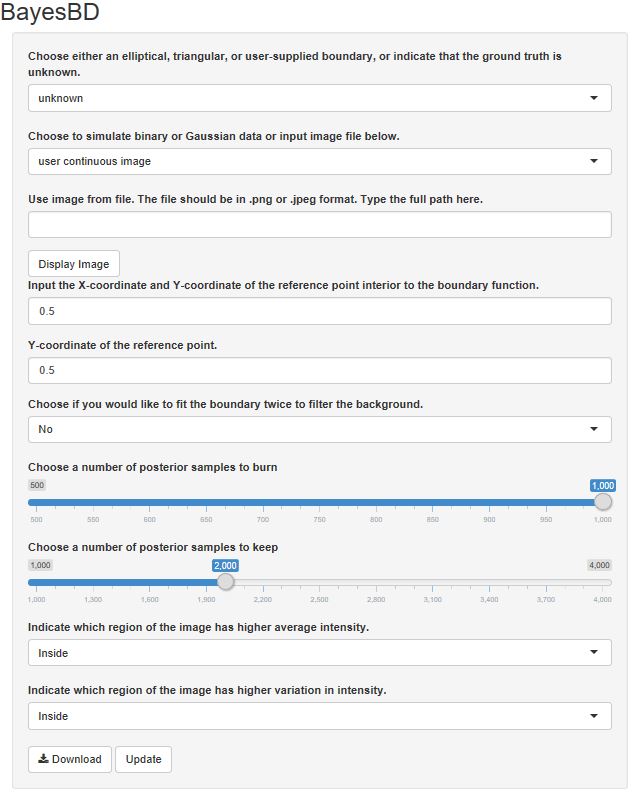 BayesBD
Choose either an elliptical, triangular, or user-supplied boundary, or indicate that the ground truth is
unknown.
unknown
Choose to simulate binary or Gaussian data or input image file below.
user continuous image
Use image from file. The file should be in .png or .jpeg format. Type the full path here.
Display Image
Input the X-coordinate and Y-coordinate of the reference point interior to the boundary function.
0.5
Y-coordinate of the reference point.
0.5
Choose if you would like to fit the boundary twice to filter the background.
No
Choose a number of posterior samples to burn
500 1,000
500 550 600 650 700 750 800 850 900 950 1,000
Choose a number of posterior samples to keep
1,000 2,000 4,000
1,000 1,300 1,600 1,900 2,200 2,500 2,800 3,100 3,400 3,700 4,000
Indicate which region of the image has higher average intensity.
Inside
Indicate which region of the image has higher variation in intensity.
Inside
Download Update